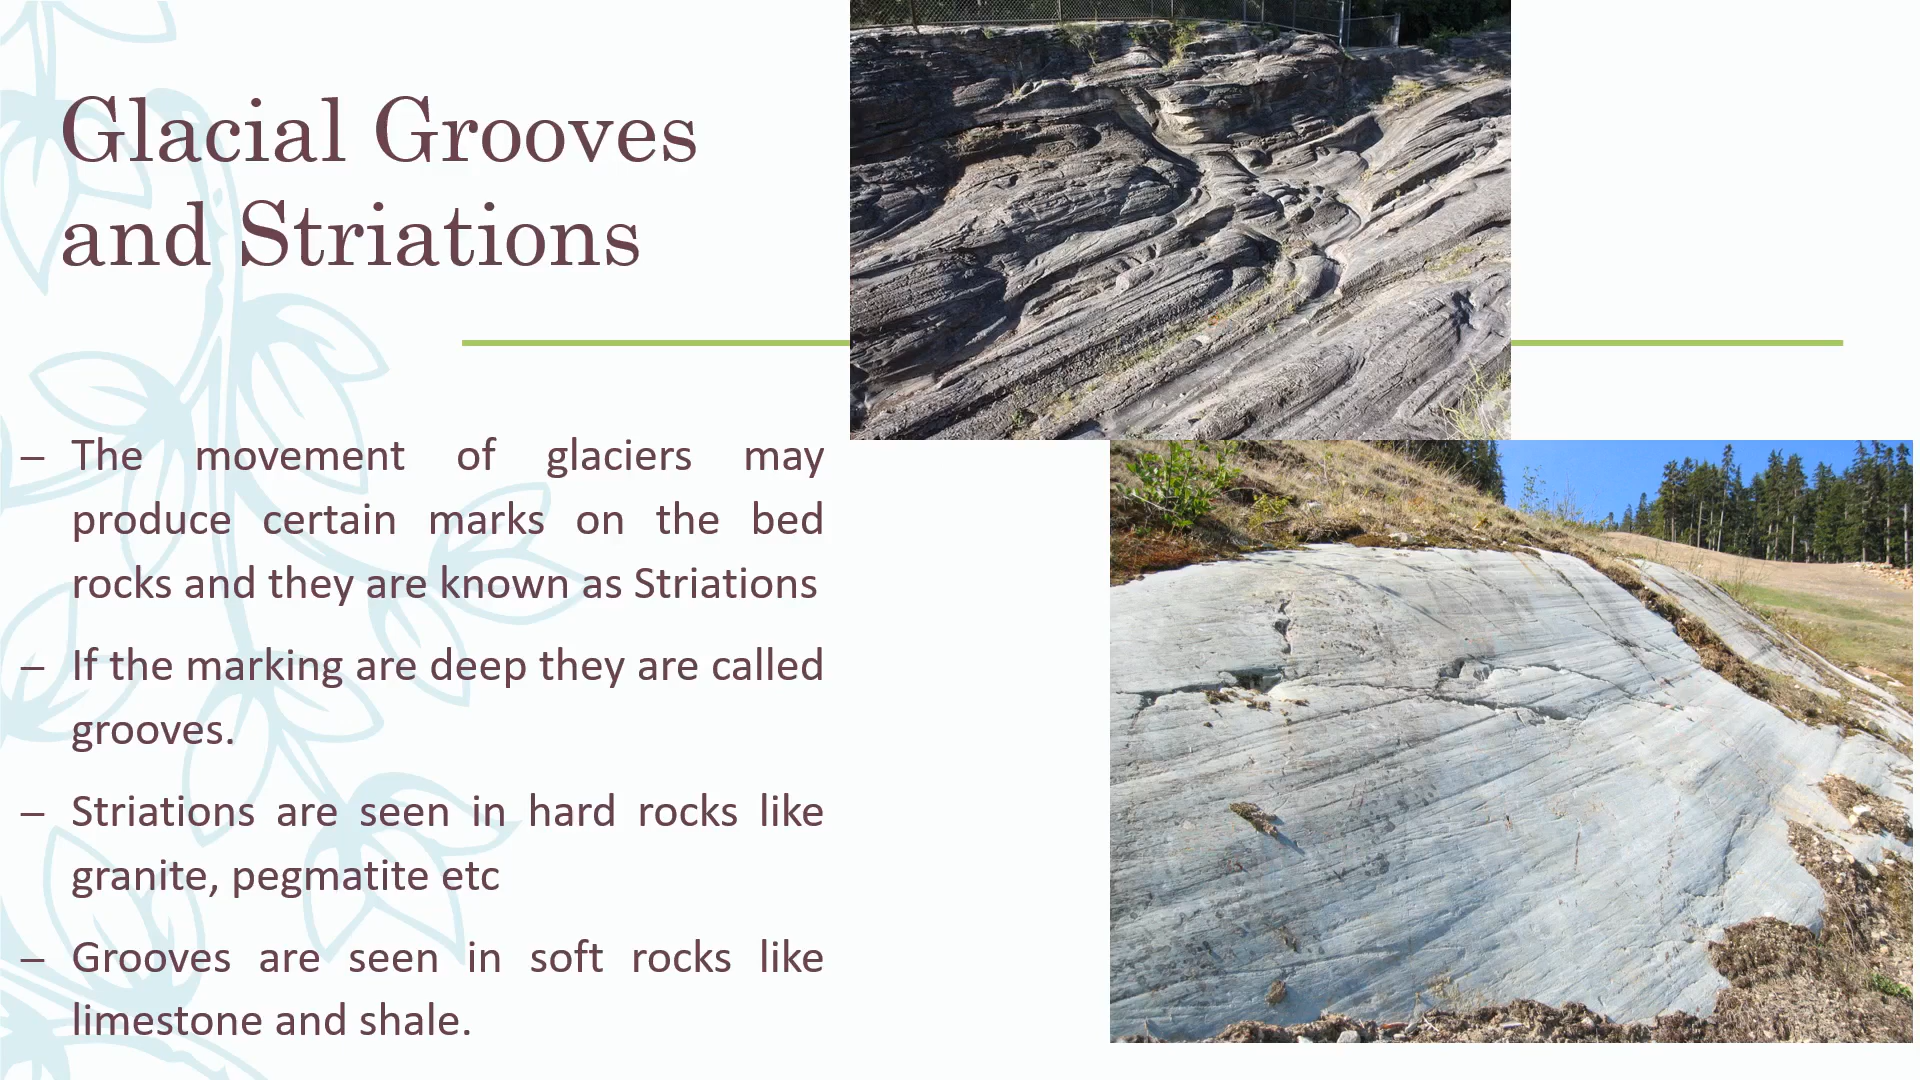 Glacial Grooves
and Striations
– The movement of glaciers may
produce certain marks on the bed
rocks and they are known as Striations
– If the marking are deep they are called
grooves.
– Striations are seen in hard rocks like
granite, pegmatite etc
– Grooves are seen in soft rocks like
limestone and shale.